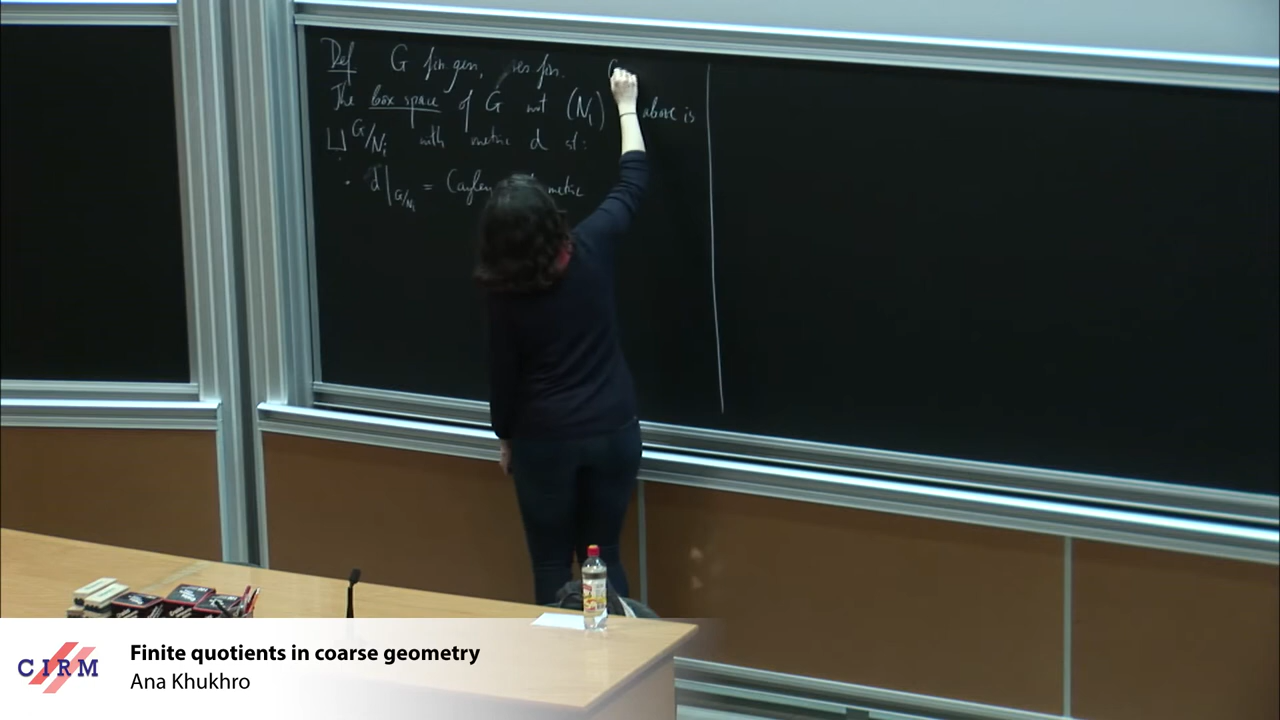 Def G fin gen, res fin. G
The box space of G wrt (Nᵢ) above is
⊔ G/Nᵢ with metric d st:
· d|G/Nᵢ = Cayley metric
CIRM
Finite quotients in coarse geometry
Ana Khukhro